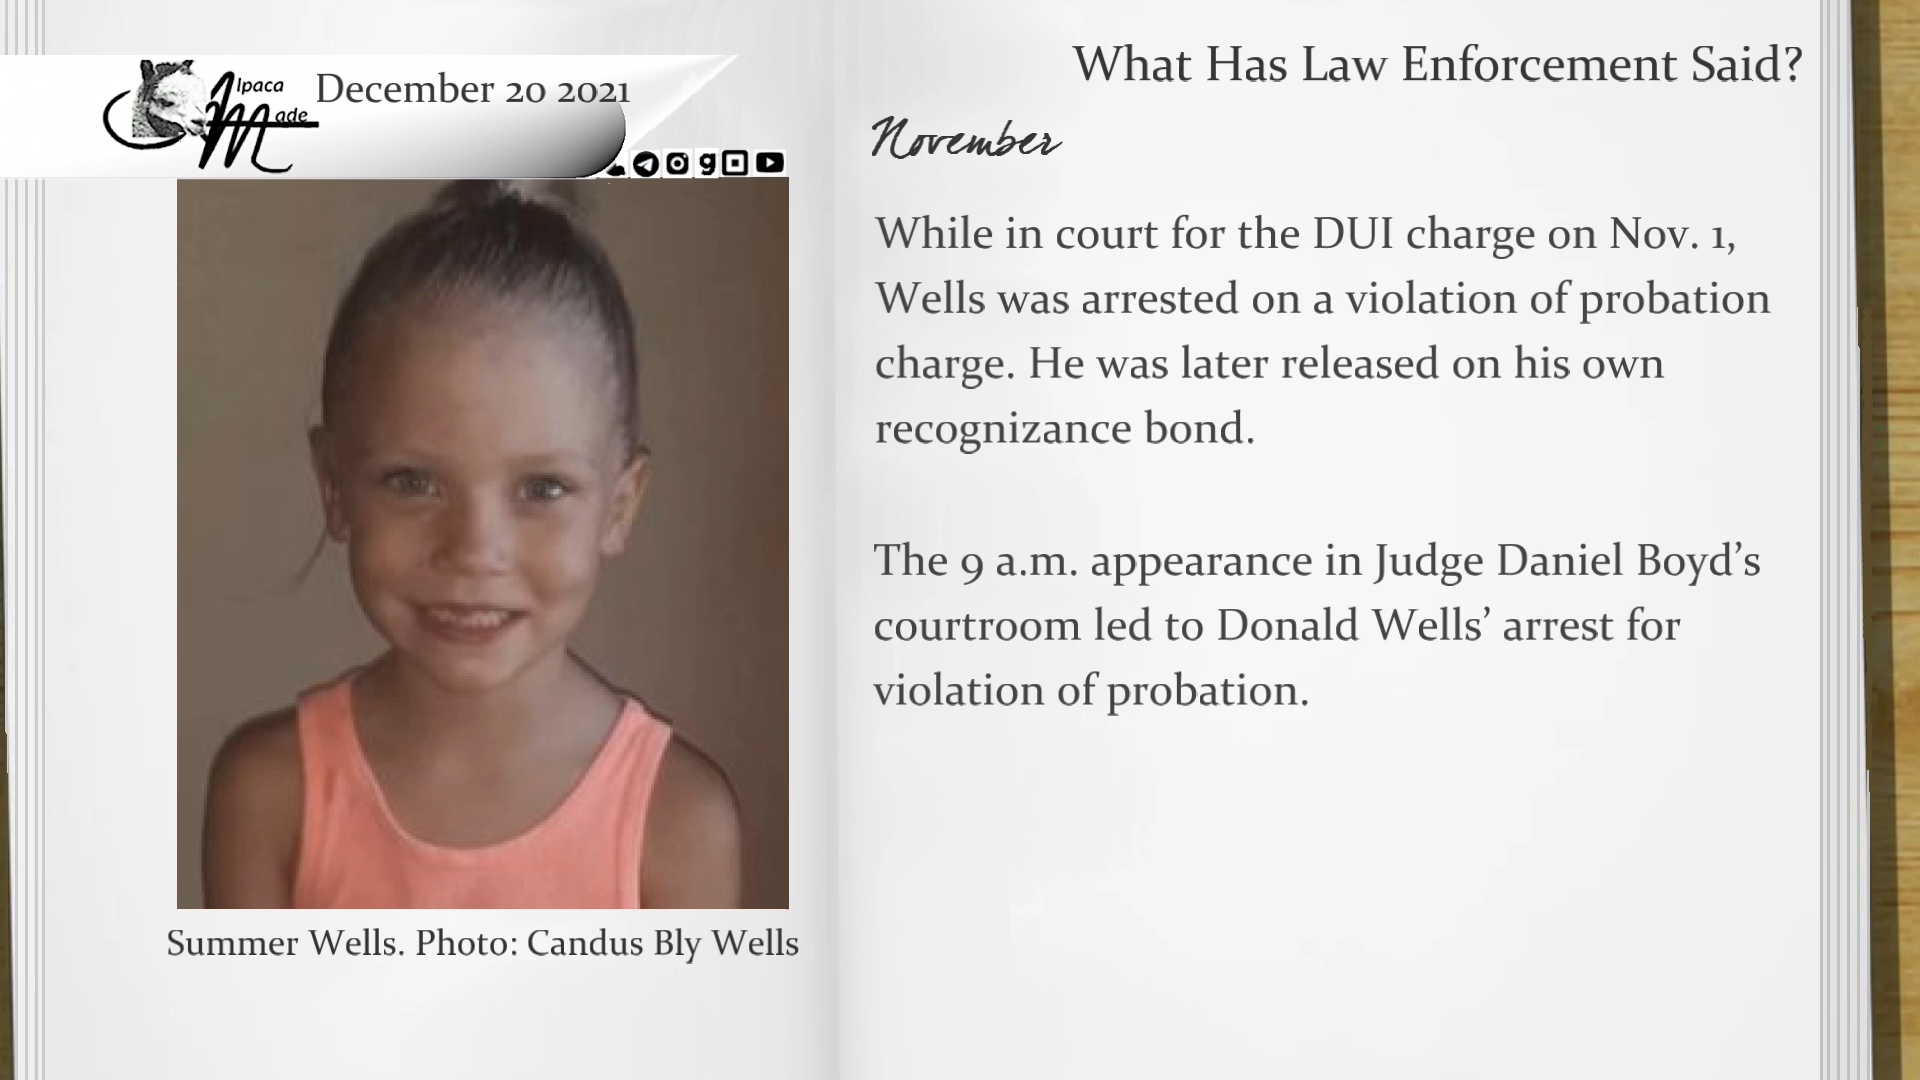 Alpaca
Made
December 20 2021
Summer Wells. Photo: Candus Bly Wells
What Has Law Enforcement Said?
November
While in court for the DUI charge on Nov. 1,
Wells was arrested on a violation of probation
charge. He was later released on his own
recognizance bond.
The 9 a.m. appearance in Judge Daniel Boyd’s
courtroom led to Donald Wells’ arrest for
violation of probation.